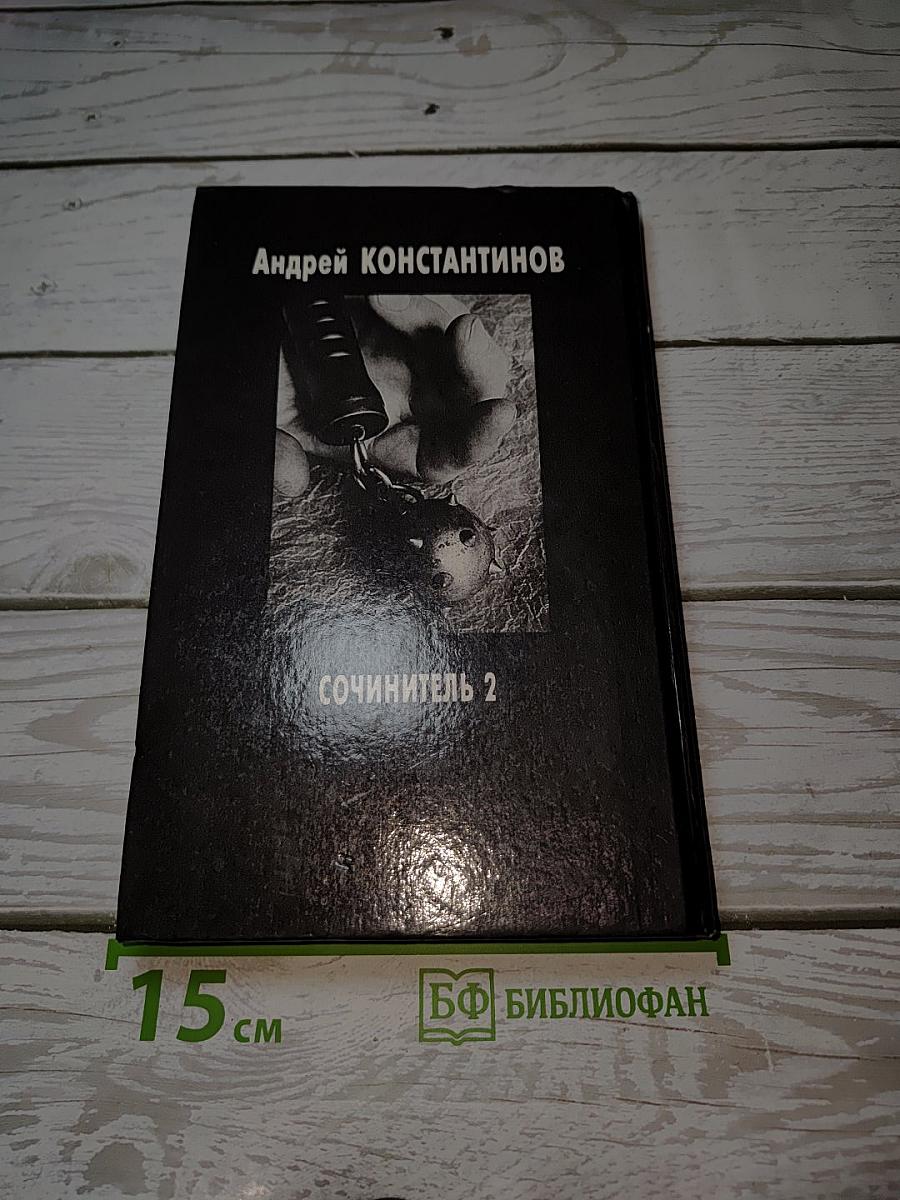 Андрей КОНСТАНТИНОВ
СОЧИНИТЕЛЬ 2
15 см
БФ БИБЛИОФАН